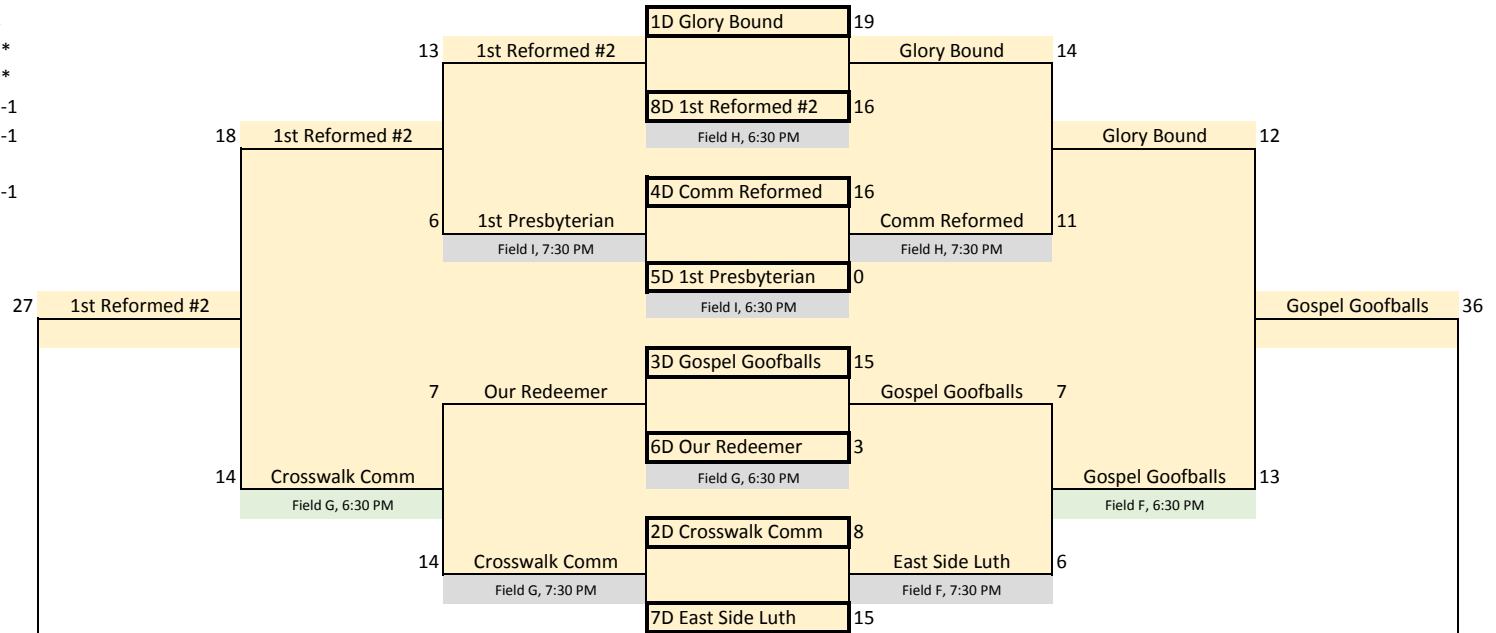 1D Glory Bound 19
* 13 1st Reformed #2 Glory Bound 14
*
-1 8D 1st Reformed #2 16
-1 18 1st Reformed #2 Field H, 6:30 PM Glory Bound 12
-1 4D Comm Reformed 16
6 1st Presbyterian Comm Reformed 11
Field I, 7:30 PM Field H, 7:30 PM
5D 1st Presbyterian 0
27 1st Reformed #2 Field I, 6:30 PM Gospel Goofballs 36
3D Gospel Goofballs 15
7 Our Redeemer Gospel Goofballs 7
6D Our Redeemer 3
14 Crosswalk Comm Field G, 6:30 PM Gospel Goofballs 13
Field G, 6:30 PM Field F, 6:30 PM
2D Crosswalk Comm 8
14 Crosswalk Comm East Side Luth 6
Field G, 7:30 PM Field F, 7:30 PM
7D East Side Luth 15